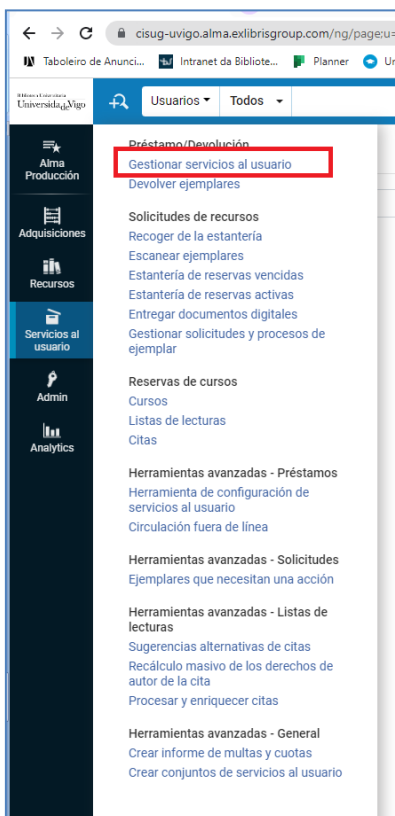 cisug-uvigo.alma.exlibrisgroup.com/ng/page;u=
Taboleiro de Anunci...
Intranet da Bibliote...
Planner
Un
Universidade de Vigo
Usuarios
Todos
Alma
Producción
Adquisiciones
Recursos
Servicios al
usuario
Admin
Analytics
Préstamo/Devolución
Gestionar servicios al usuario
Devolver ejemplares
Solicitudes de recursos
Recoger de la estantería
Escanear ejemplares
Estantería de reservas vencidas
Estantería de reservas activas
Entregar documentos digitales
Gestionar solicitudes y procesos de
ejemplar
Reservas de cursos
Cursos
Listas de lecturas
Citas
Herramientas avanzadas - Préstamos
Herramienta de configuración de
servicios al usuario
Circulación fuera de línea
Herramientas avanzadas - Solicitudes
Ejemplares que necesitan una acción
Herramientas avanzadas - Listas de
lecturas
Sugerencias alternativas de citas
Recálculo masivo de los derechos de
autor de la cita
Procesar y enriquecer citas
Herramientas avanzadas - General
Crear informe de multas y cuotas
Crear conjuntos de servicios al usuario